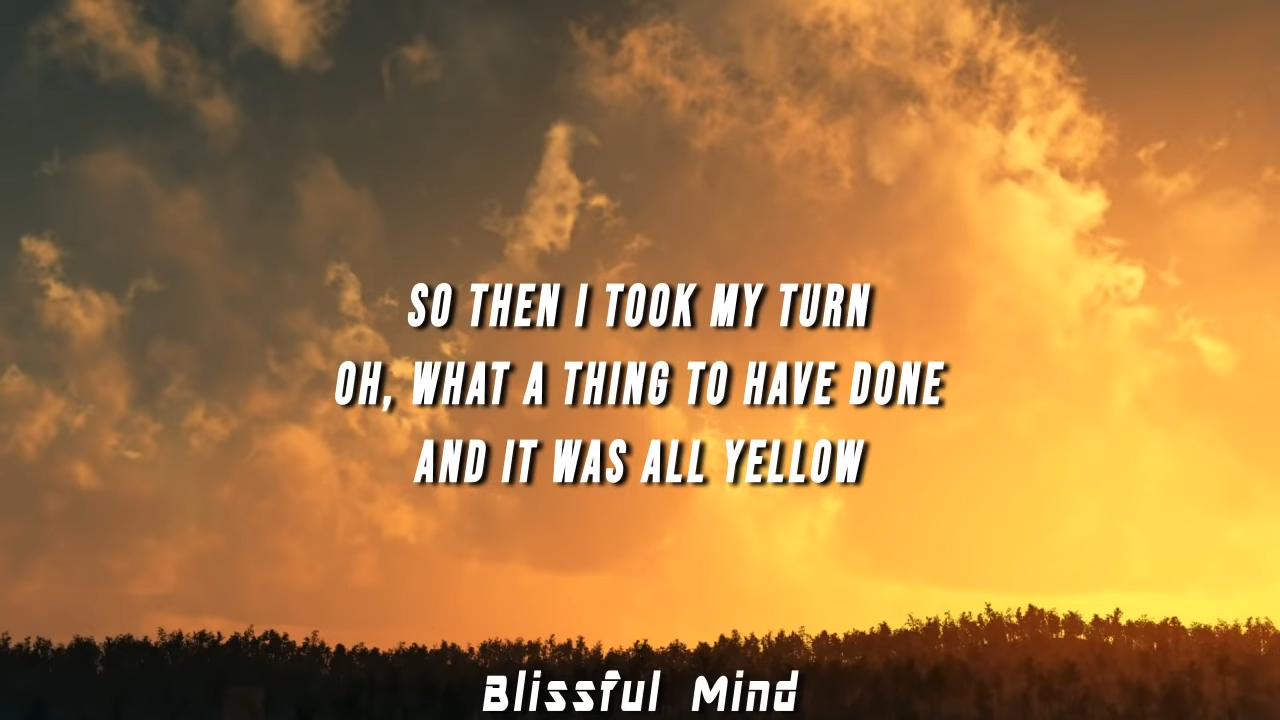 SO THEN I TOOK MY TURN
OH, WHAT A THING TO HAVE DONE
AND IT WAS ALL YELLOW
Blissful Mind